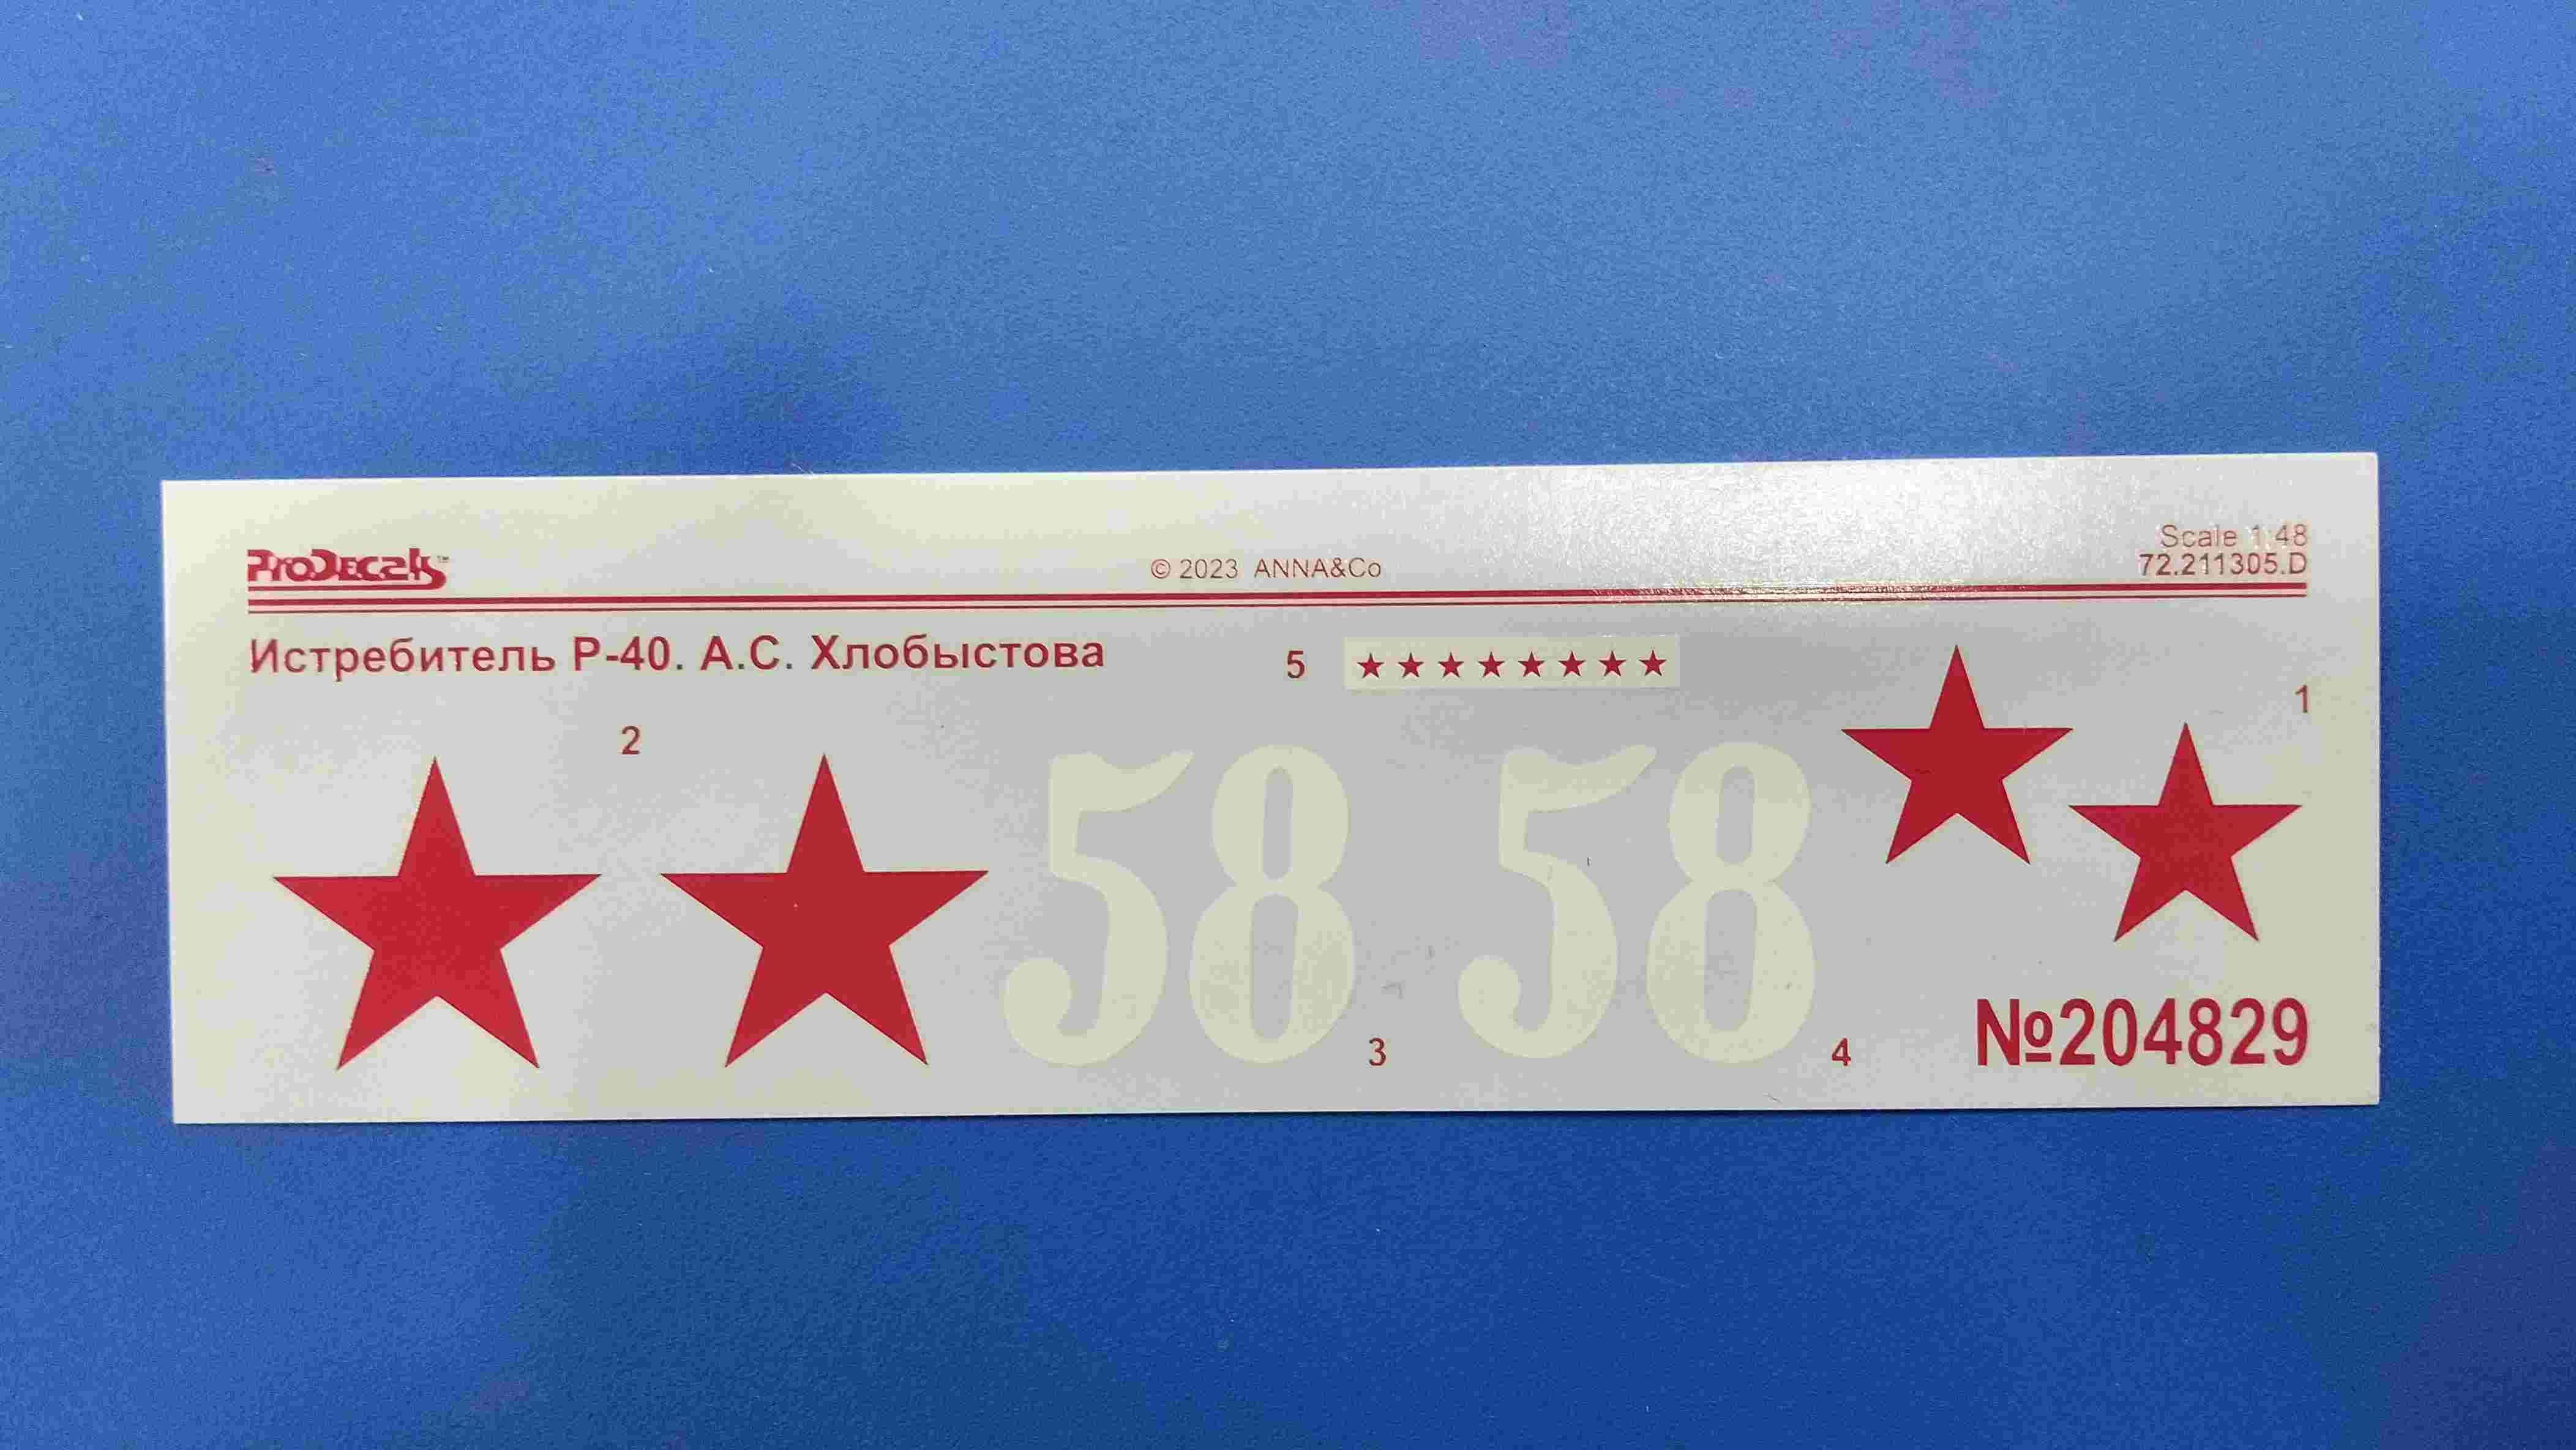 ProDecals™
© 2023 ANNA&Co
Scale 1:48
72.211305.D
Истребитель Р-40. А.С. Хлобыстова
5
1
2
58
58
3
4
№204829